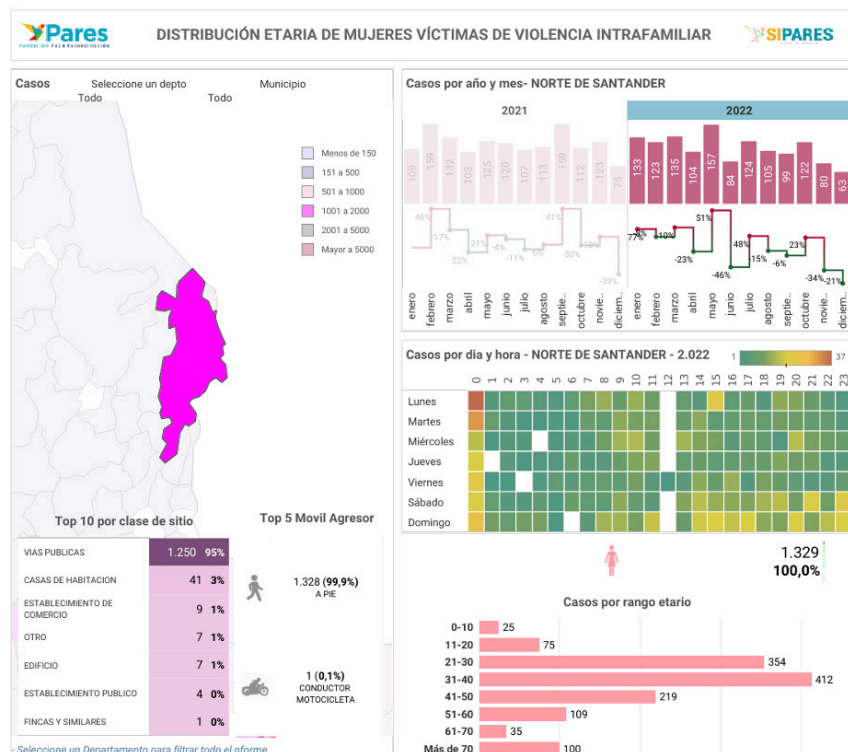 Pares
Fundación Paz & Reconciliación
DISTRIBUCIÓN ETARIA DE MUJERES VÍCTIMAS DE VIOLENCIA INTRAFAMILIAR
SIPARES
Casos
Seleccione un depto
Municipio
Todo
Todo
Menos de 150
151 a 500
501 a 1000
1001 a 2000
2001 a 5000
Mayor a 5000
Top 10 por clase de sitio
VIAS PUBLICAS 1.250 95%
CASAS DE HABITACION 41 3%
ESTABLECIMIENTO DE
COMERCIO 9 1%
OTRO 7 1%
EDIFICIO 7 1%
ESTABLECIMIENTO PUBLICO 4 0%
FINCAS Y SIMILARES 1 0%
Top 5 Movil Agresor
1.328 (99,9%)
A PIE
1 (0,1%)
CONDUCTOR
MOTOCICLETA
- Seleccione un Departamento para filtrar todo el nforme
Casos por año y mes- NORTE DE SANTANDER
2021
2022
109 159 132 103 125 120 107 113 159 112 123 75
133 123 135 104 157 84 124 105 99 122 80 63
46% -17% -22% 21% -4% -11% 6% 41% -30% 10% -39%
77% -8% 10% -23% 51% -46% 48% -15% -6% 23% -34% -21%
enero febrero marzo abril mayo junio julio agosto septie.. octubre novie.. diciem..
enero febrero marzo abril mayo junio julio agosto septie.. octubre novie.. diciem..
Casos por dia y hora - NORTE DE SANTANDER - 2.022
1 37
0 1 2 3 4 5 6 7 8 9 10 11 12 13 14 15 16 17 18 19 20 21 22 23
Lunes
Martes
Miércoles
Jueves
Viernes
Sábado
Domingo
1.329
100,0%
Casos por rango etario
0-10 25
11-20 75
21-30 354
31-40 412
41-50 219
51-60 109
61-70 35
Más de 70 100